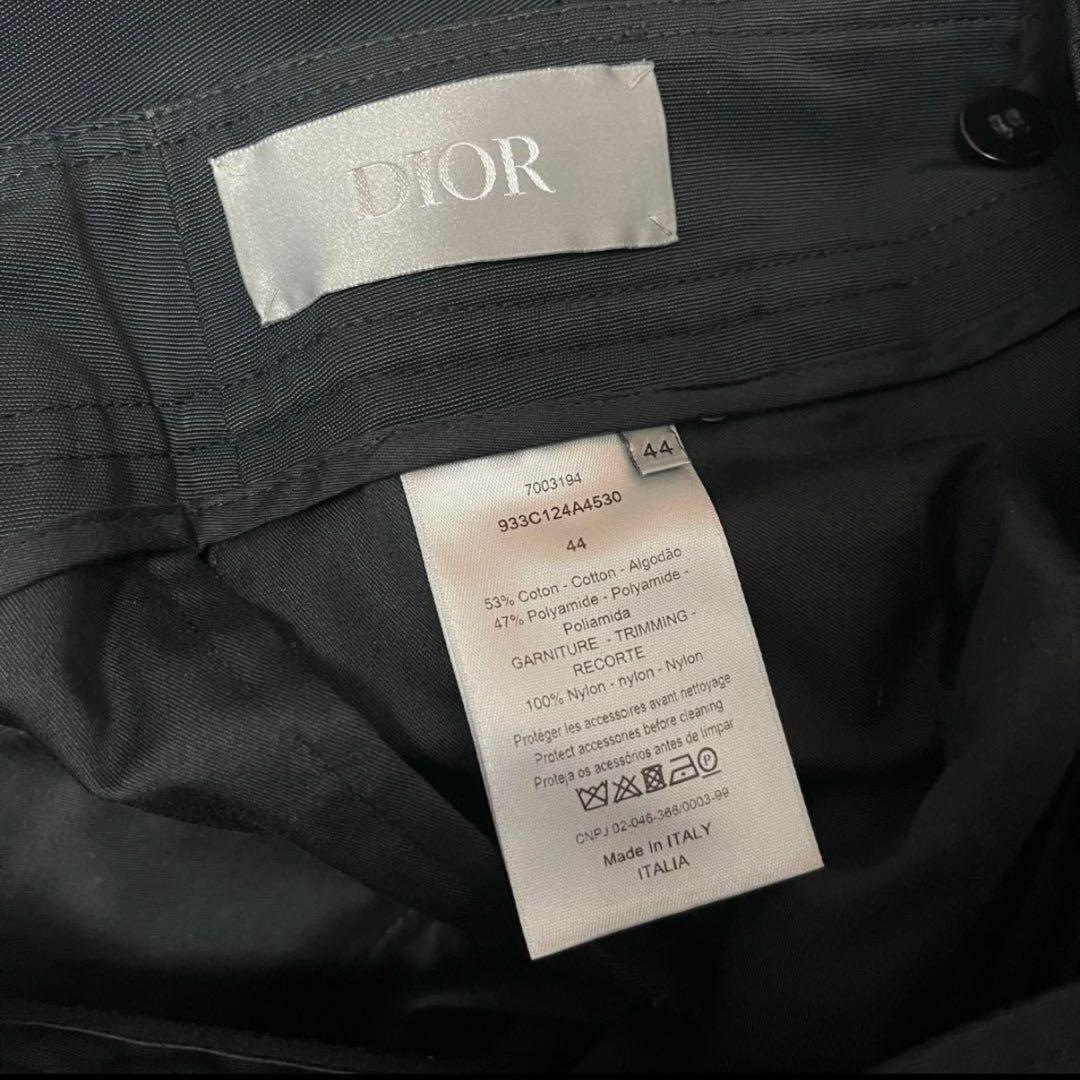 DIOR
44
7003194
933C124A4530
44
53% Coton - Cotton - Algodão
47% Polyamide - Polyamide -
Poliamida
GARNITURE - TRIMMING -
RECORTE
100% Nylon - nylon - Nylon
Protéger les accessoires avant nettoyage
Protect accessories before cleaning
Proteja os acessórios antes de limpar
P
CNPJ 02-046-366/0003-99
Made In ITALY
ITALIA